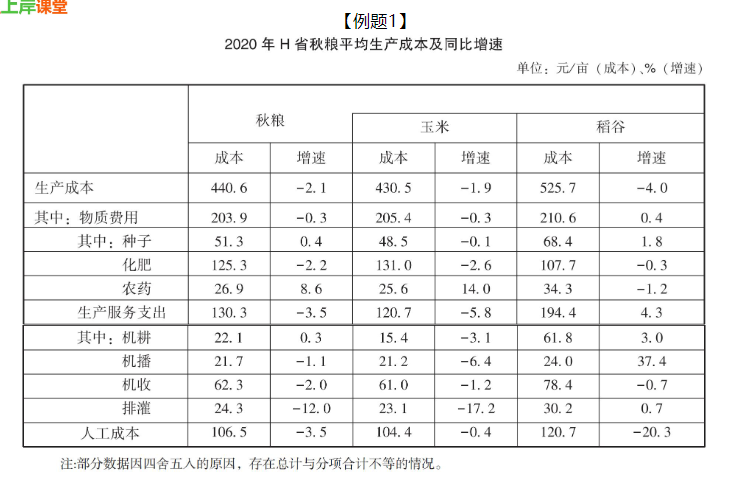 上岸课堂
【例题1】
2020 年 H 省秋粮平均生产成本及同比增速
单位：元/亩（成本）、%（增速）
秋粮
玉米 稻谷
成本 增速 成本 增速 成本 增速
生产成本 440.6 -2.1 430.5 -1.9 525.7 -4.0
其中：物质费用 203.9 -0.3 205.4 -0.3 210.6 0.4
其中：种子 51.3 0.4 48.5 -0.1 68.4 1.8
化肥 125.3 -2.2 131.0 -2.6 107.7 -0.3
农药 26.9 8.6 25.6 14.0 34.3 -1.2
生产服务支出 130.3 -3.5 120.7 -5.8 194.4 4.3
其中：机耕 22.1 0.3 15.4 -3.1 61.8 3.0
机播 21.7 -1.1 21.2 -6.4 24.0 37.4
机收 62.3 -2.0 61.0 -1.2 78.4 -0.7
排灌 24.3 -12.0 23.1 -17.2 30.2 0.7
人工成本 106.5 -3.5 104.4 -0.4 120.7 -20.3
注:部分数据因四舍五人的原因，存在总计与分项合计不等的情况。